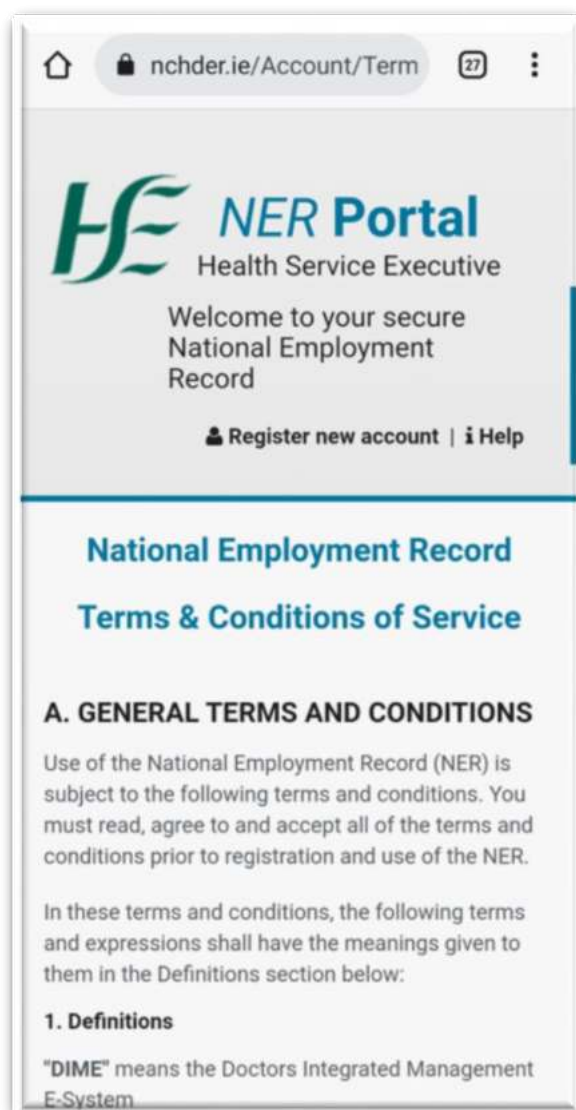 nchder.ie/Account/Term
27
HSE
NER Portal
Health Service Executive
Welcome to your secure
National Employment
Record
Register new account | i Help
National Employment Record
Terms & Conditions of Service
A. GENERAL TERMS AND CONDITIONS
Use of the National Employment Record (NER) is
subject to the following terms and conditions. You
must read, agree to and accept all of the terms and
conditions prior to registration and use of the NER.
In these terms and conditions, the following terms
and expressions shall have the meanings given to
them in the Definitions section below:
1. Definitions
"DIME" means the Doctors Integrated Management
E-System